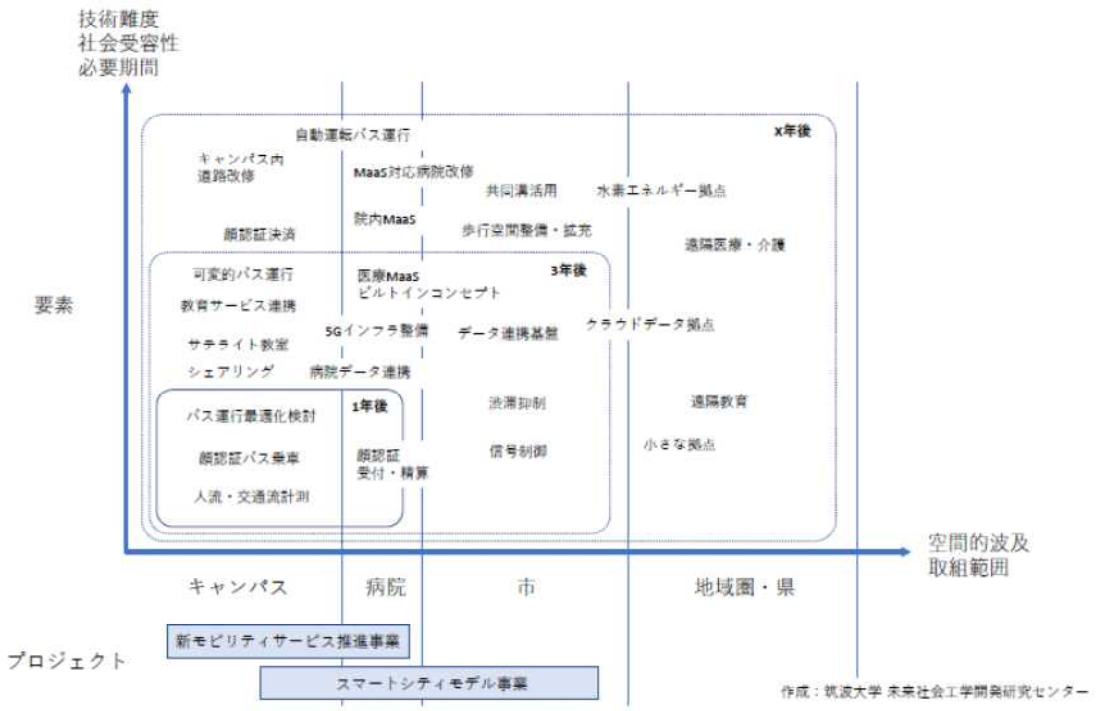 技術難度
社会受容性
必要期間
自動運転バス運行
X年後
キャンパス内
道路改修
MaaS対応病院改修
共同溝活用
水素エネルギー拠点
院内MaaS
顔認証決済
歩行空間整備・拡充
遠隔医療・介護
可変的バス運行
医療MaaS
ビルトインコンセプト
3年後
要素
教育サービス連携
5Gインフラ整備
データ連携基盤
クラウドデータ拠点
サテライト教室
シェアリング
病院データ連携
1年後
バス運行最適化検討
渋滞抑制
遠隔教育
顔認証バス乗車
顔認証
受付・精算
信号制御
小さな拠点
人流・交通流計測
空間的波及
取組範囲
キャンパス
病院
市
地域圏・県
新モビリティサービス推進事業
プロジェクト
スマートシティモデル事業
作成：筑波大学 未来社会工学開発研究センター